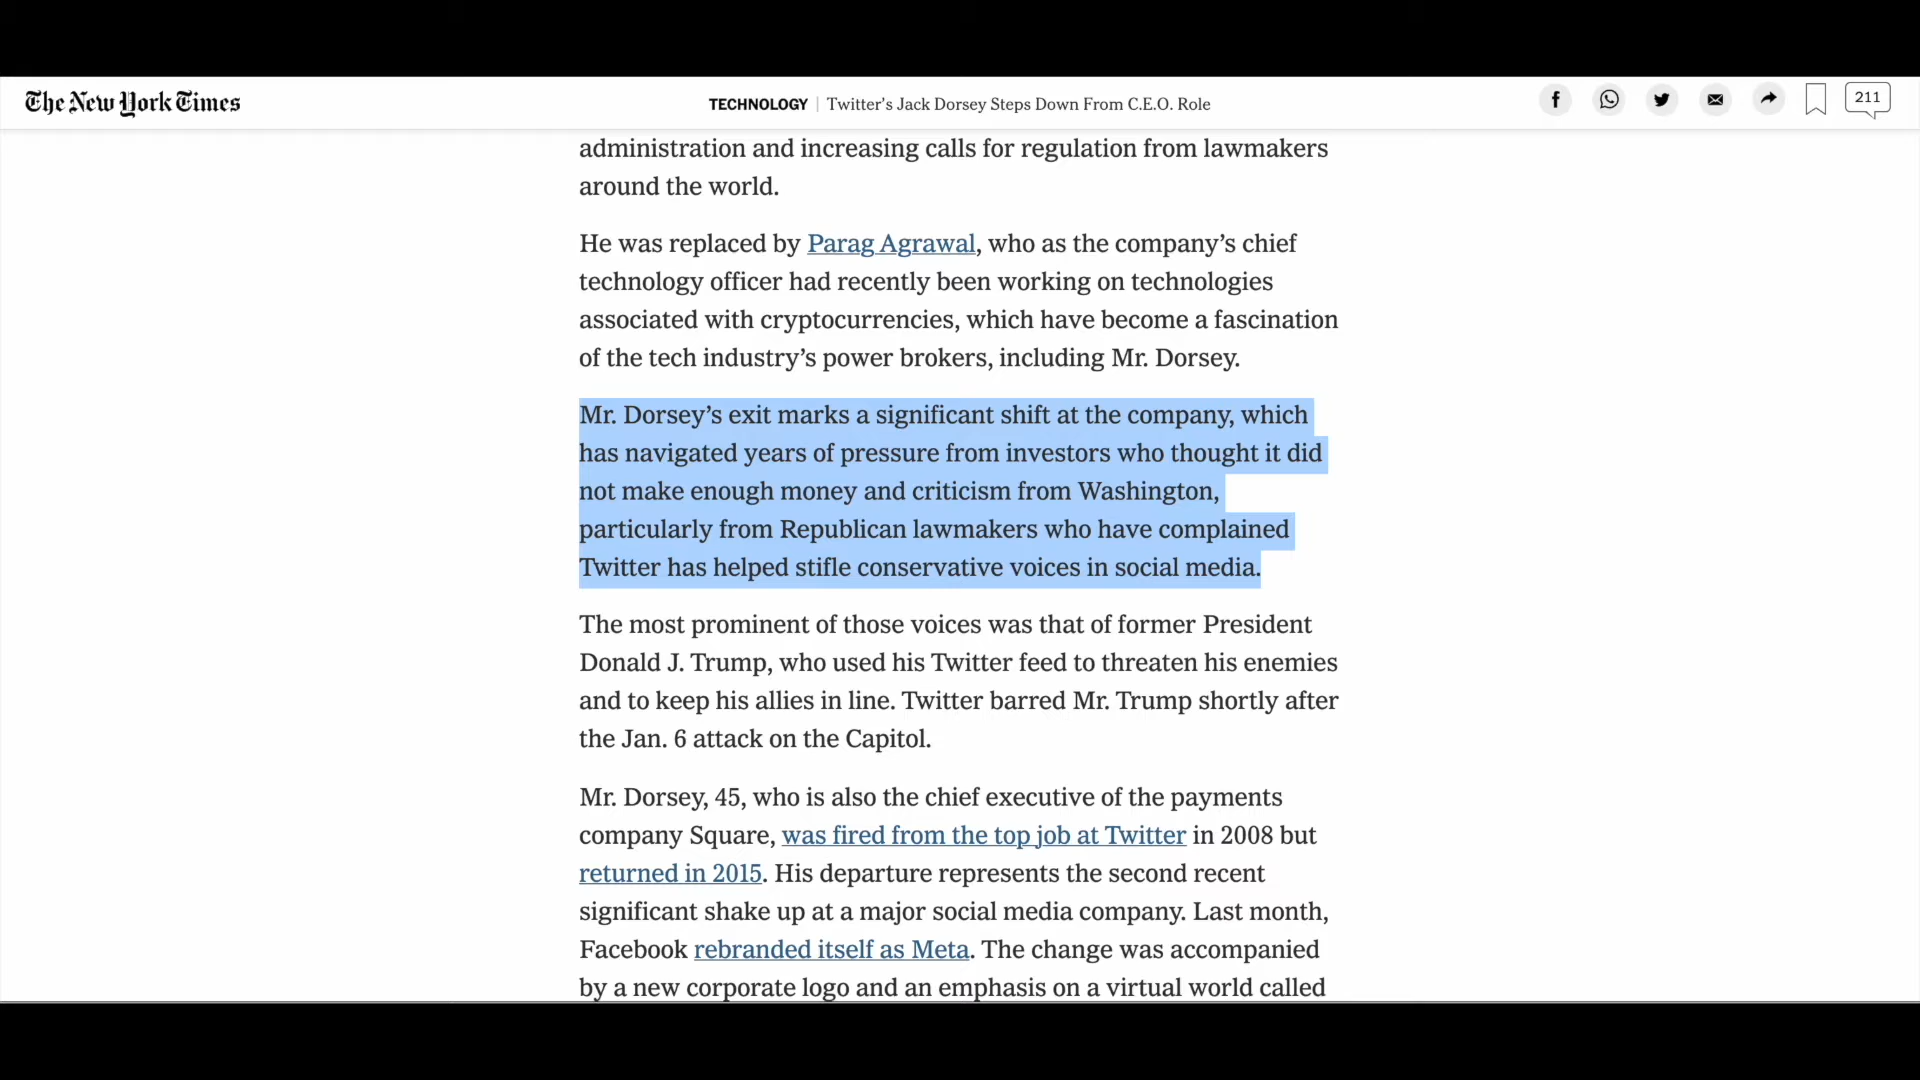 The New York Times
TECHNOLOGY | Twitter’s Jack Dorsey Steps Down From C.E.O. Role
211
administration and increasing calls for regulation from lawmakers
around the world.
He was replaced by Parag Agrawal, who as the company’s chief
technology officer had recently been working on technologies
associated with cryptocurrencies, which have become a fascination
of the tech industry’s power brokers, including Mr. Dorsey.
Mr. Dorsey’s exit marks a significant shift at the company, which
has navigated years of pressure from investors who thought it did
not make enough money and criticism from Washington,
particularly from Republican lawmakers who have complained
Twitter has helped stifle conservative voices in social media.
The most prominent of those voices was that of former President
Donald J. Trump, who used his Twitter feed to threaten his enemies
and to keep his allies in line. Twitter barred Mr. Trump shortly after
the Jan. 6 attack on the Capitol.
Mr. Dorsey, 45, who is also the chief executive of the payments
company Square, was fired from the top job at Twitter in 2008 but
returned in 2015. His departure represents the second recent
significant shake up at a major social media company. Last month,
Facebook rebranded itself as Meta. The change was accompanied
by a new corporate logo and an emphasis on a virtual world called